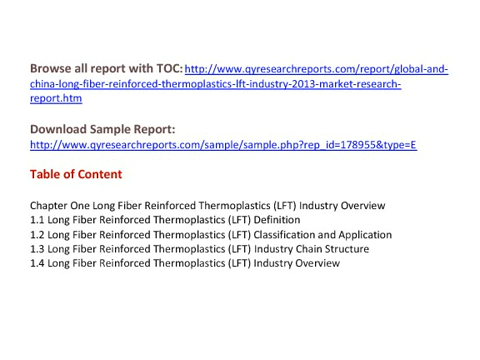 Browse all report with TOC: http://www.qyresearchreports.com/report/global-and-
china-long-fiber-reinforced-thermoplastics-lft-industry-2013-market-research-
report.htm
Download Sample Report:
http://www.qyresearchreports.com/sample/sample.php?rep_id=178955&type=E
Table of Content
Chapter One Long Fiber Reinforced Thermoplastics (LFT) Industry Overview
1.1 Long Fiber Reinforced Thermoplastics (LFT) Definition
1.2 Long Fiber Reinforced Thermoplastics (LFT) Classification and Application
1.3 Long Fiber Reinforced Thermoplastics (LFT) Industry Chain Structure
1.4 Long Fiber Reinforced Thermoplastics (LFT) Industry Overview